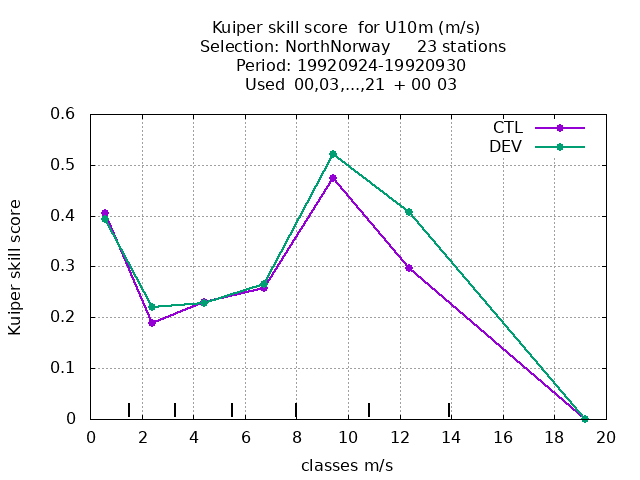 Kuiper skill score for U10m (m/s)
Selection: NorthNorway 23 stations
Period: 19920924-19920930
Used 00,03,...,21 + 00 03
CTL
DEV
Kuiper skill score
0.6
0.5
0.4
0.3
0.2
0.1
0
0 2 4 6 8 10 12 14 16 18 20
classes m/s